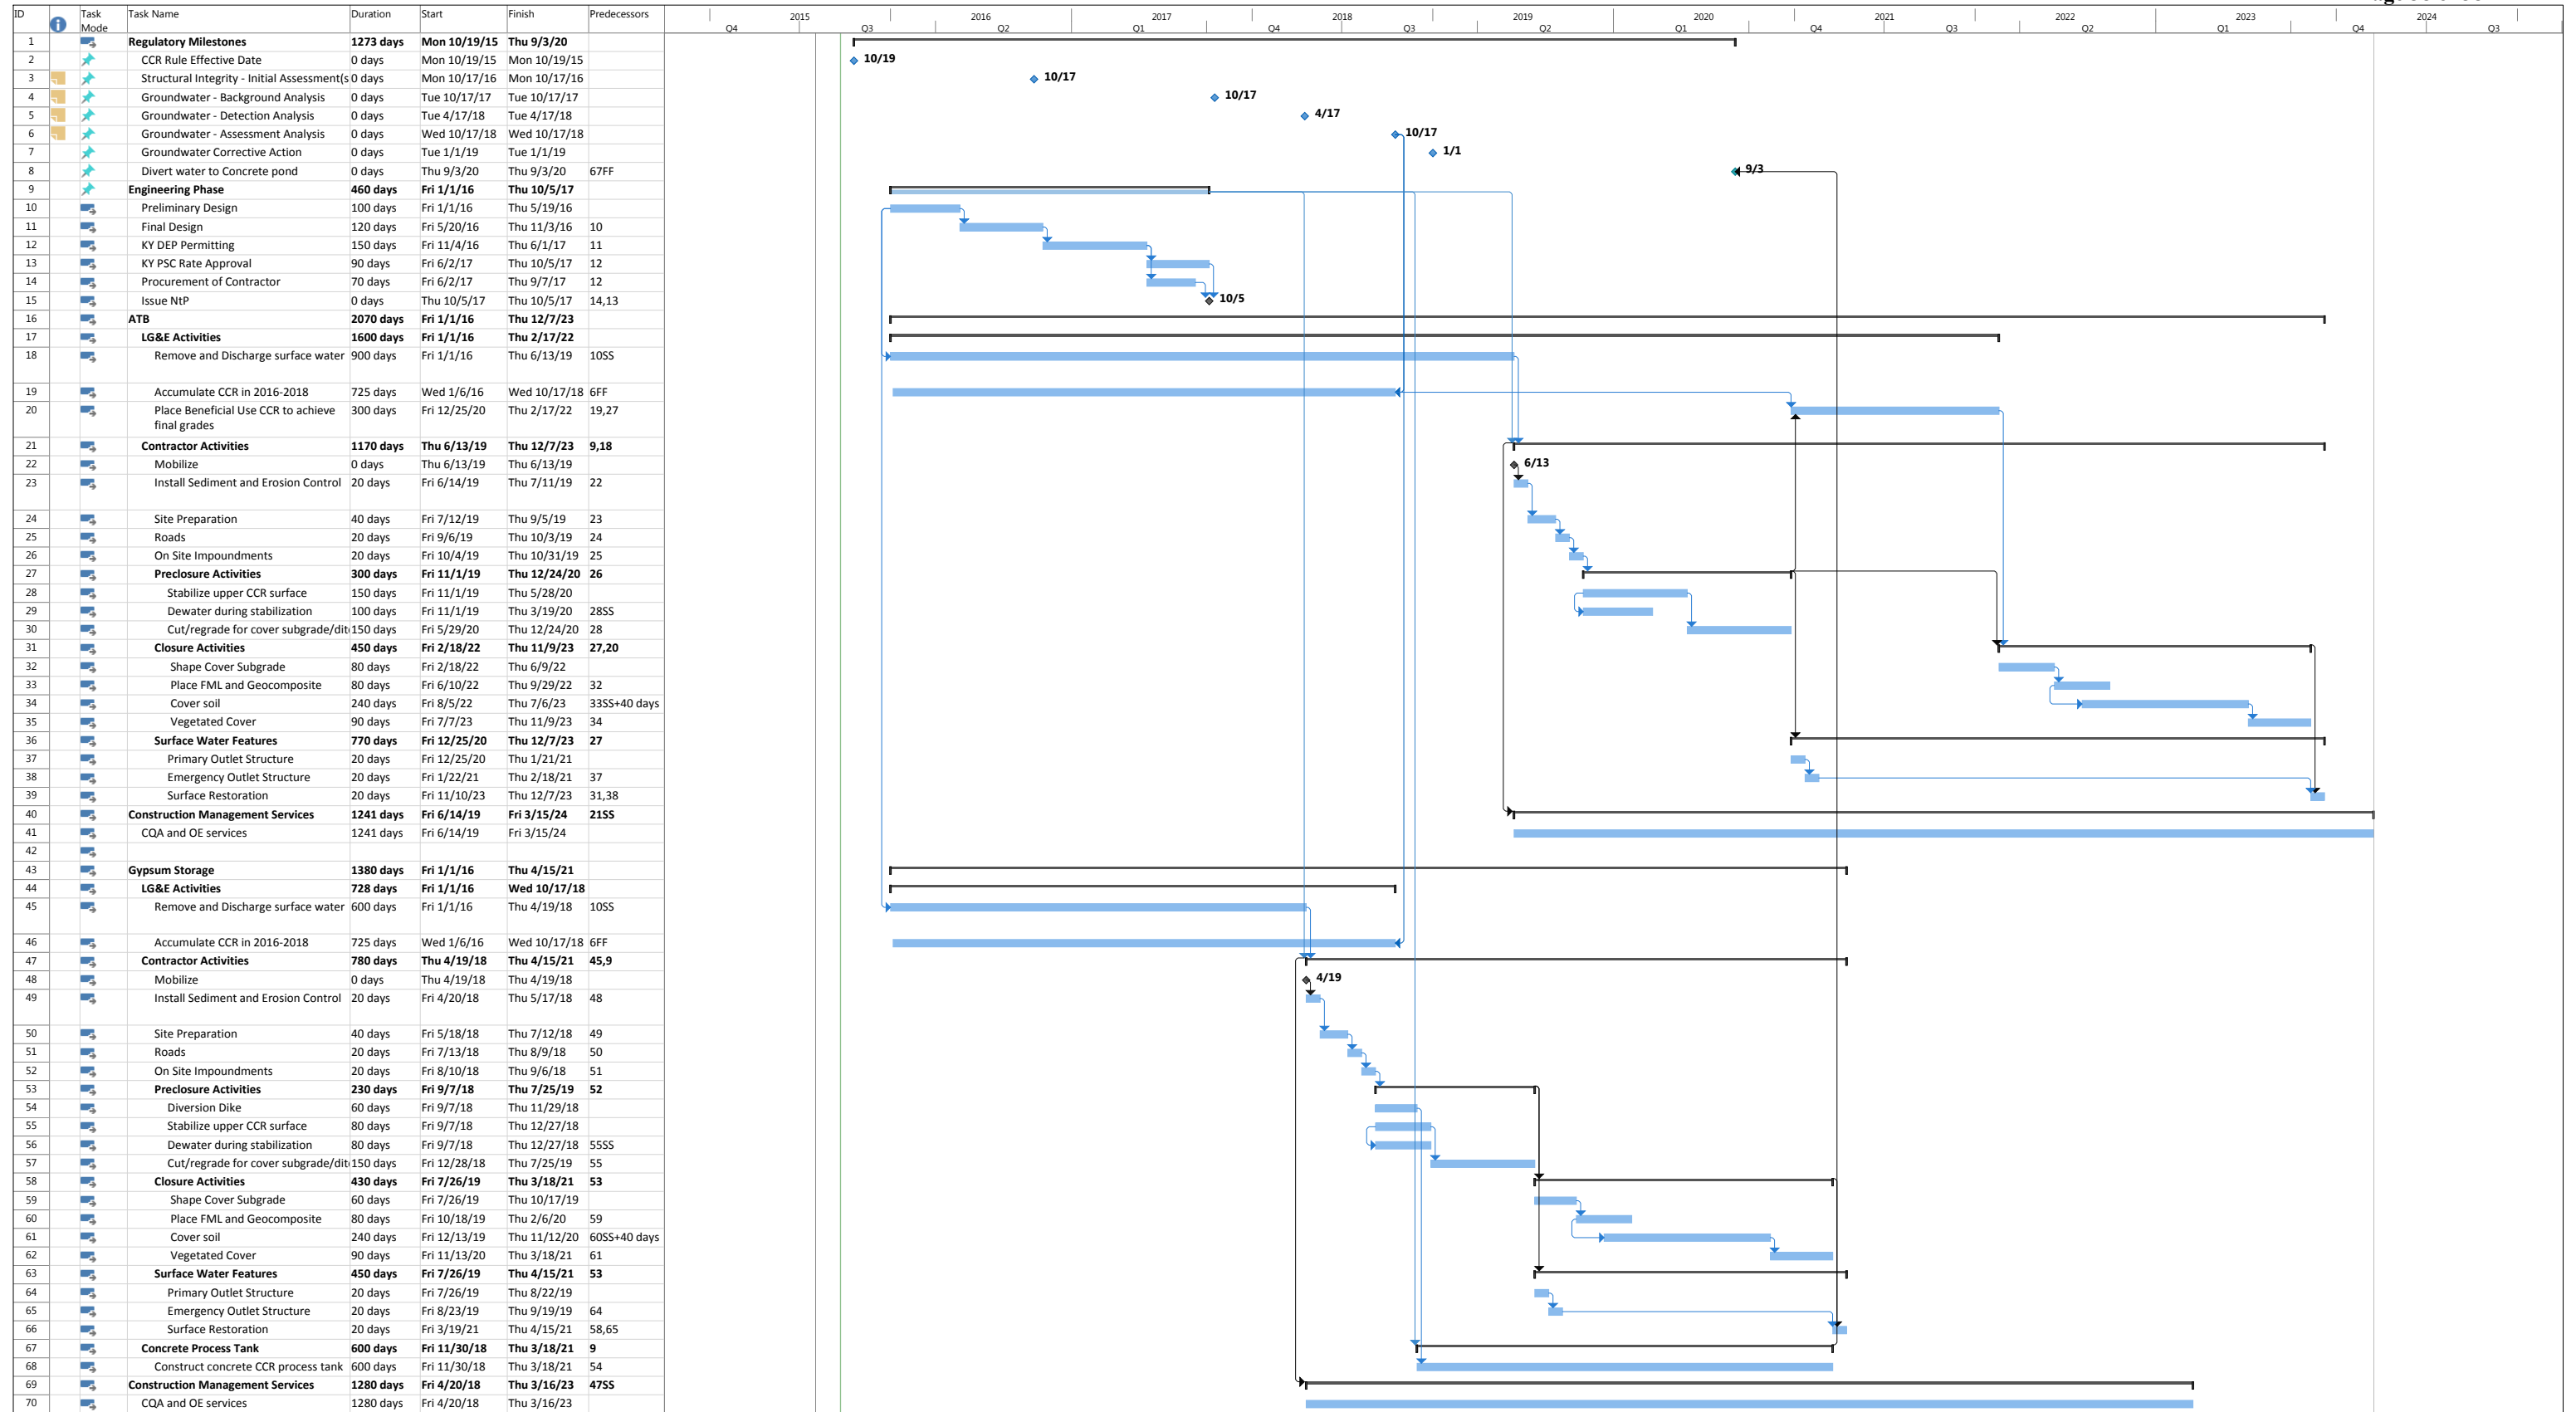 ID Task Mode Task Name Duration Start Finish Predecessors 2015 2016 2017 2018 2019 2020 2021 2022 2023 2024
Q4 Q3 Q2 Q1 Q4 Q3 Q2 Q1 Q4 Q3 Q2 Q1 Q4 Q3
1 Regulatory Milestones 1273 days Mon 10/19/15 Thu 9/3/20
2 CCR Rule Effective Date 0 days Mon 10/19/15 Mon 10/19/15 10/19
3 Structural Integrity - Initial Assessment(s 0 days Mon 10/17/16 Mon 10/17/16 10/17
4 Groundwater - Background Analysis 0 days Tue 10/17/17 Tue 10/17/17 10/17
5 Groundwater - Detection Analysis 0 days Tue 4/17/18 Tue 4/17/18 4/17
6 Groundwater - Assessment Analysis 0 days Wed 10/17/18 Wed 10/17/18 10/17
7 Groundwater Corrective Action 0 days Tue 1/1/19 Tue 1/1/19 1/1
8 Divert water to Concrete pond 0 days Thu 9/3/20 Thu 9/3/20 67FF 9/3
9 Engineering Phase 460 days Fri 1/1/16 Thu 10/5/17
10 Preliminary Design 100 days Fri 1/1/16 Thu 5/19/16
11 Final Design 120 days Fri 5/20/16 Thu 11/3/16 10
12 KY DEP Permitting 150 days Fri 11/4/16 Thu 6/1/17 11
13 KY PSC Rate Approval 90 days Fri 6/2/17 Thu 10/5/17 12
14 Procurement of Contractor 70 days Fri 6/2/17 Thu 9/7/17 12
15 Issue NtP 0 days Thu 10/5/17 Thu 10/5/17 14,13 10/5
16 ATB 2070 days Fri 1/1/16 Thu 12/7/23
17 LG&E Activities 1600 days Fri 1/1/16 Thu 2/17/22
18 Remove and Discharge surface water 900 days Fri 1/1/16 Thu 6/13/19 10SS
19 Accumulate CCR in 2016-2018 725 days Wed 1/6/16 Wed 10/17/18 6FF
20 Place Beneficial Use CCR to achieve 300 days Fri 12/25/20 Thu 2/17/22 19,27
final grades
21 Contractor Activities 1170 days Thu 6/13/19 Thu 12/7/23 9,18
22 Mobilize 0 days Thu 6/13/19 Thu 6/13/19 6/13
23 Install Sediment and Erosion Control 20 days Fri 6/14/19 Thu 7/11/19 22
24 Site Preparation 40 days Fri 7/12/19 Thu 9/5/19 23
25 Roads 20 days Fri 9/6/19 Thu 10/3/19 24
26 On Site Impoundments 20 days Fri 10/4/19 Thu 10/31/19 25
27 Preclosure Activities 300 days Fri 11/1/19 Thu 12/24/20 26
28 Stabilize upper CCR surface 150 days Fri 11/1/19 Thu 5/28/20
29 Dewater during stabilization 100 days Fri 11/1/19 Thu 3/19/20 28SS
30 Cut/regrade for cover subgrade/dit 150 days Fri 5/29/20 Thu 12/24/20 28
31 Closure Activities 450 days Fri 2/18/22 Thu 11/9/23 27,20
32 Shape Cover Subgrade 80 days Fri 2/18/22 Thu 6/9/22
33 Place FML and Geocomposite 80 days Fri 6/10/22 Thu 9/29/22 32
34 Cover soil 240 days Fri 8/5/22 Thu 7/6/23 33SS+40 days
35 Vegetated Cover 90 days Fri 7/7/23 Thu 11/9/23 34
36 Surface Water Features 770 days Fri 12/25/20 Thu 12/7/23 27
37 Primary Outlet Structure 20 days Fri 12/25/20 Thu 1/21/21
38 Emergency Outlet Structure 20 days Fri 1/22/21 Thu 2/18/21 37
39 Surface Restoration 20 days Fri 11/10/23 Thu 12/7/23 31,38
40 Construction Management Services 1241 days Fri 6/14/19 Fri 3/15/24 21SS
41 CQA and OE services 1241 days Fri 6/14/19 Fri 3/15/24
42
43 Gypsum Storage 1380 days Fri 1/1/16 Thu 4/15/21
44 LG&E Activities 728 days Fri 1/1/16 Wed 10/17/18
45 Remove and Discharge surface water 600 days Fri 1/1/16 Thu 4/19/18 10SS
46 Accumulate CCR in 2016-2018 725 days Wed 1/6/16 Wed 10/17/18 6FF
47 Contractor Activities 780 days Thu 4/19/18 Thu 4/15/21 45,9
48 Mobilize 0 days Thu 4/19/18 Thu 4/19/18 4/19
49 Install Sediment and Erosion Control 20 days Fri 4/20/18 Thu 5/17/18 48
50 Site Preparation 40 days Fri 5/18/18 Thu 7/12/18 49
51 Roads 20 days Fri 7/13/18 Thu 8/9/18 50
52 On Site Impoundments 20 days Fri 8/10/18 Thu 9/6/18 51
53 Preclosure Activities 230 days Fri 9/7/18 Thu 7/25/19 52
54 Diversion Dike 60 days Fri 9/7/18 Thu 11/29/18
55 Stabilize upper CCR surface 80 days Fri 9/7/18 Thu 12/27/18
56 Dewater during stabilization 80 days Fri 9/7/18 Thu 12/27/18 55SS
57 Cut/regrade for cover subgrade/dit 150 days Fri 12/28/18 Thu 7/25/19 55
58 Closure Activities 430 days Fri 7/26/19 Thu 3/18/21 53
59 Shape Cover Subgrade 60 days Fri 7/26/19 Thu 10/17/19
60 Place FML and Geocomposite 80 days Fri 10/18/19 Thu 2/6/20 59
61 Cover soil 240 days Fri 12/13/19 Thu 11/12/20 60SS+40 days
62 Vegetated Cover 90 days Fri 11/13/20 Thu 3/18/21 61
63 Surface Water Features 450 days Fri 7/26/19 Thu 4/15/21 53
64 Primary Outlet Structure 20 days Fri 7/26/19 Thu 8/22/19
65 Emergency Outlet Structure 20 days Fri 8/23/19 Thu 9/19/19 64
66 Surface Restoration 20 days Fri 3/19/21 Thu 4/15/21 58,65
67 Concrete Process Tank 600 days Fri 11/30/18 Thu 3/18/21 9
68 Construct concrete CCR process tank 600 days Fri 11/30/18 Thu 3/18/21 54
69 Construction Management Services 1280 days Fri 4/20/18 Thu 3/16/23 47SS
70 CQA and OE services 1280 days Fri 4/20/18 Thu 3/16/23